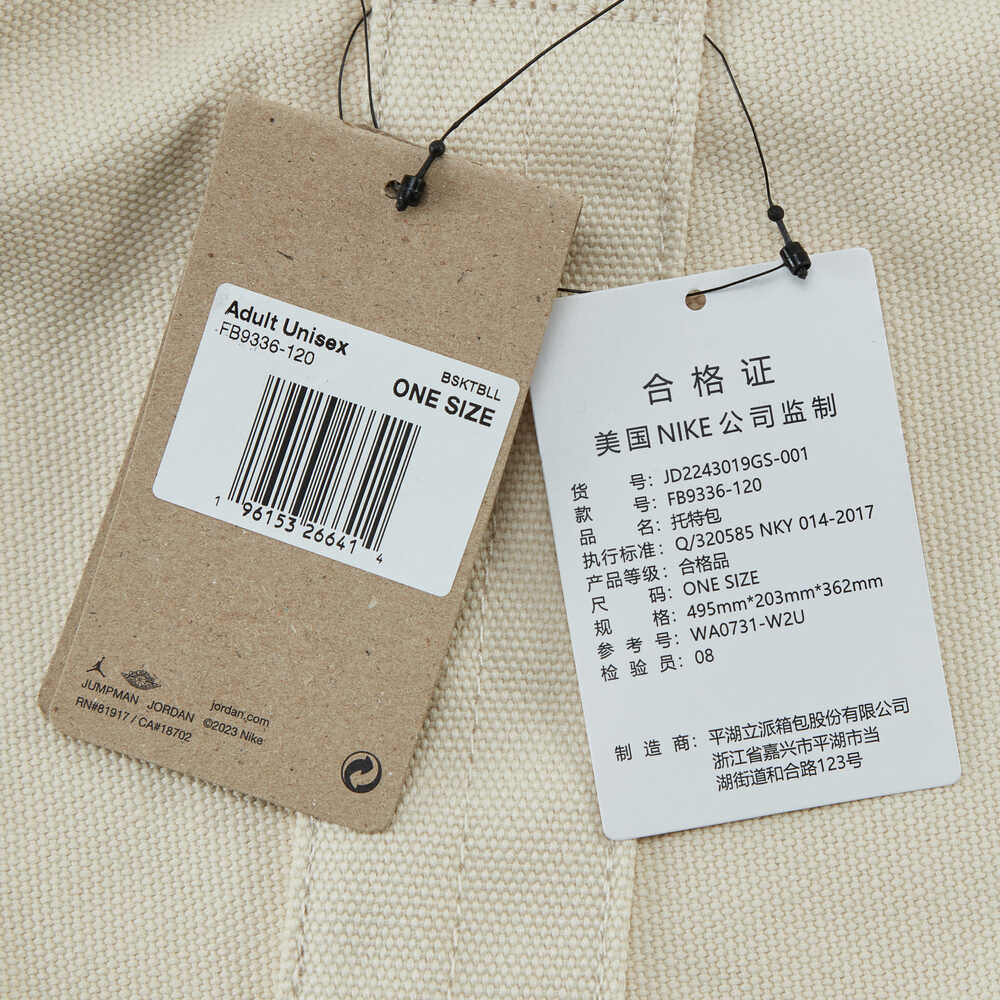 Adult Unisex
FB9336-120
BSKTBLL
ONE SIZE
1 96153 26641 4
JUMPMAN JORDAN jordan.com
RN#81917 / CA#18702 ©2023 Nike
合格证
美国NIKE公司监制
货号：JD2243019GS-001
款号：FB9336-120
品名：托特包
执行标准：Q/320585 NKY 014-2017
产品等级：合格品
尺码：ONE SIZE
规格：495mm*203mm*362mm
参考号：WA0731-W2U
检验员：08
制造商：平湖立派箱包股份有限公司
浙江省嘉兴市平湖市当
湖街道和合路123号